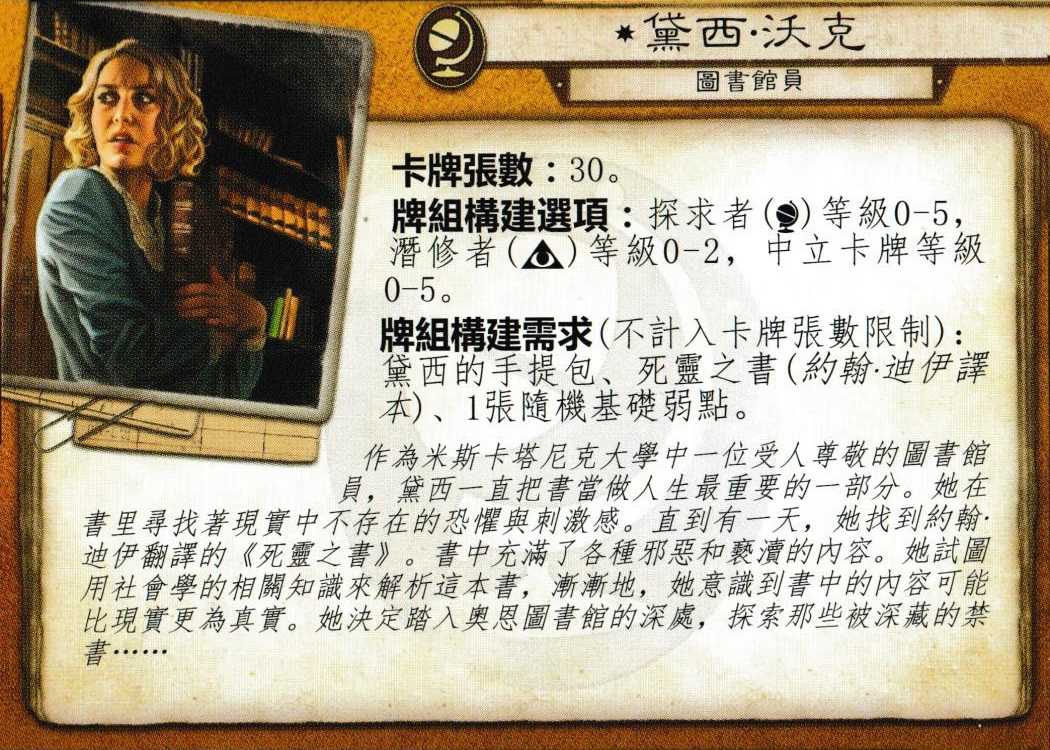 黛西·沃克
圖書館員
卡牌張數：30。
牌組構建選項：探求者()等級0-5，
潛修者()等級0-2，中立卡牌等級
0-5。
牌組構建需求(不計入卡牌張數限制)：
黛西的手提包、死靈之書(約翰·迪伊譯
本)、1張隨機基礎弱點。
作為米斯卡塔尼克大學中一位受人尊敬的圖書館
員，黛西一直把書當做人生最重要的一部分。她在
書里尋找著現實中不存在的恐懼與刺激感。直到有一天，她找到約翰·
迪伊翻譯的《死靈之書》。書中充滿了各種邪惡和褻瀆的內容。她試圖
用社會學的相關知識來解析這本書，漸漸地，她意識到書中的內容可能
比現實更為真實。她決定踏入奧恩圖書館的深處，探索那些被深藏的禁
書⋯⋯